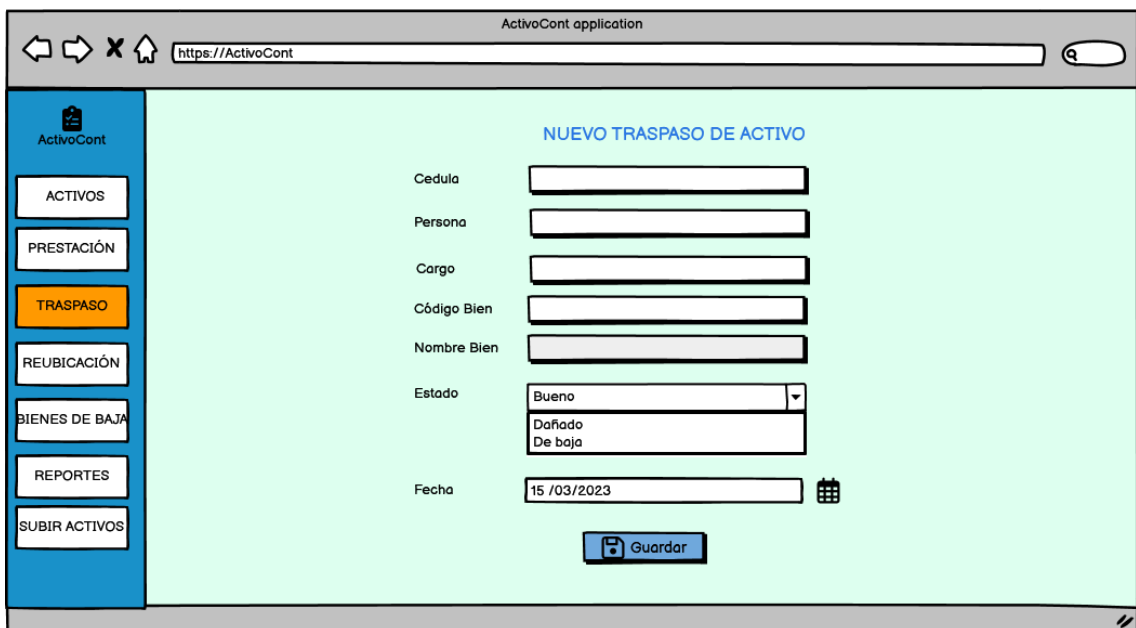 ActivoCont application
https://ActivoCont
ActivoCont
ACTIVOS
PRESTACIÓN
TRASPASO
REUBICACIÓN
BIENES DE BAJA
REPORTES
SUBIR ACTIVOS
NUEVO TRASPASO DE ACTIVO
Cedula
Persona
Cargo
Código Bien
Nombre Bien
Estado
Bueno
Dañado
De baja
Fecha
15 /03/2023
Guardar